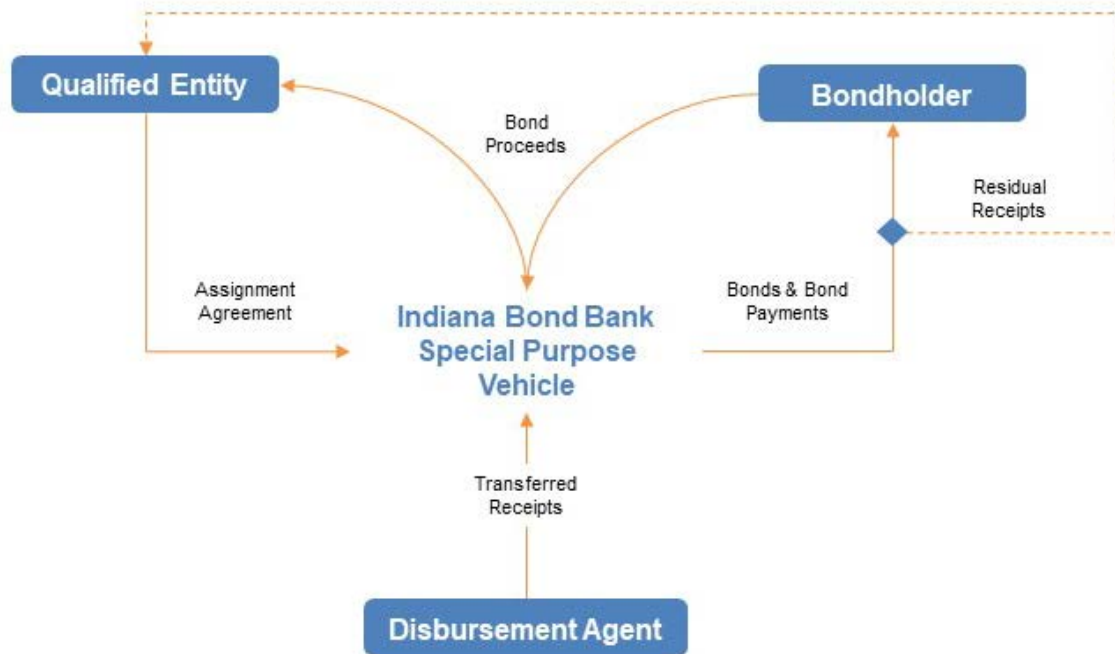 Qualified Entity
Bondholder
Bond
Proceeds
Residual
Receipts
Assignment
Agreement
Indiana Bond Bank
Special Purpose
Vehicle
Bonds & Bond
Payments
Transferred
Receipts
Disbursement Agent